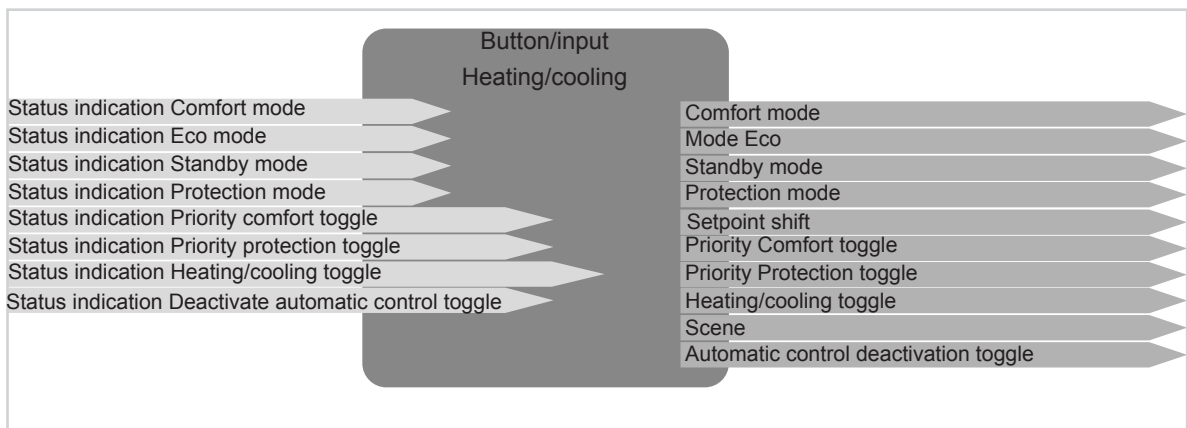 Button/input
Heating/cooling
Status indication Comfort mode
Status indication Eco mode
Status indication Standby mode
Status indication Protection mode
Status indication Priority comfort toggle
Status indication Priority protection toggle
Status indication Heating/cooling toggle
Status indication Deactivate automatic control toggle
Comfort mode
Mode Eco
Standby mode
Protection mode
Setpoint shift
Priority Comfort toggle
Priority Protection toggle
Heating/cooling toggle
Scene
Automatic control deactivation toggle